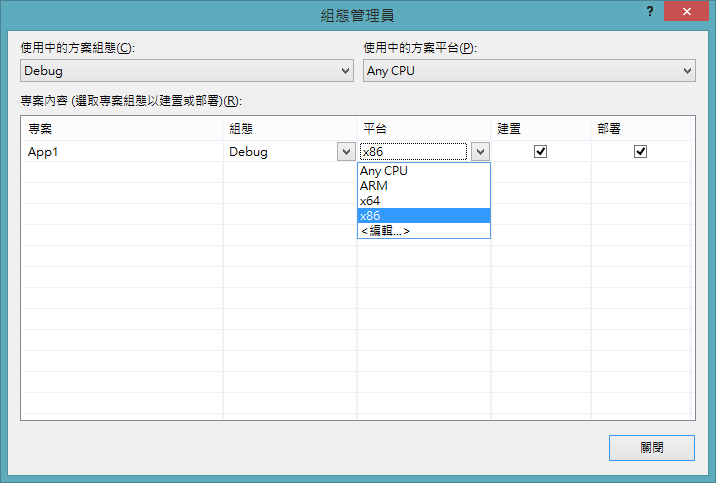 組態管理員
?
使用中的方案組態(C):
使用中的方案平台(P):
Debug
Any CPU
專案內容 (選取專案組態以建置或部署)(R):
專案 組態 平台 建置 部署
App1 Debug x86
Any CPU
ARM
x64
x86
<編輯...>
關閉